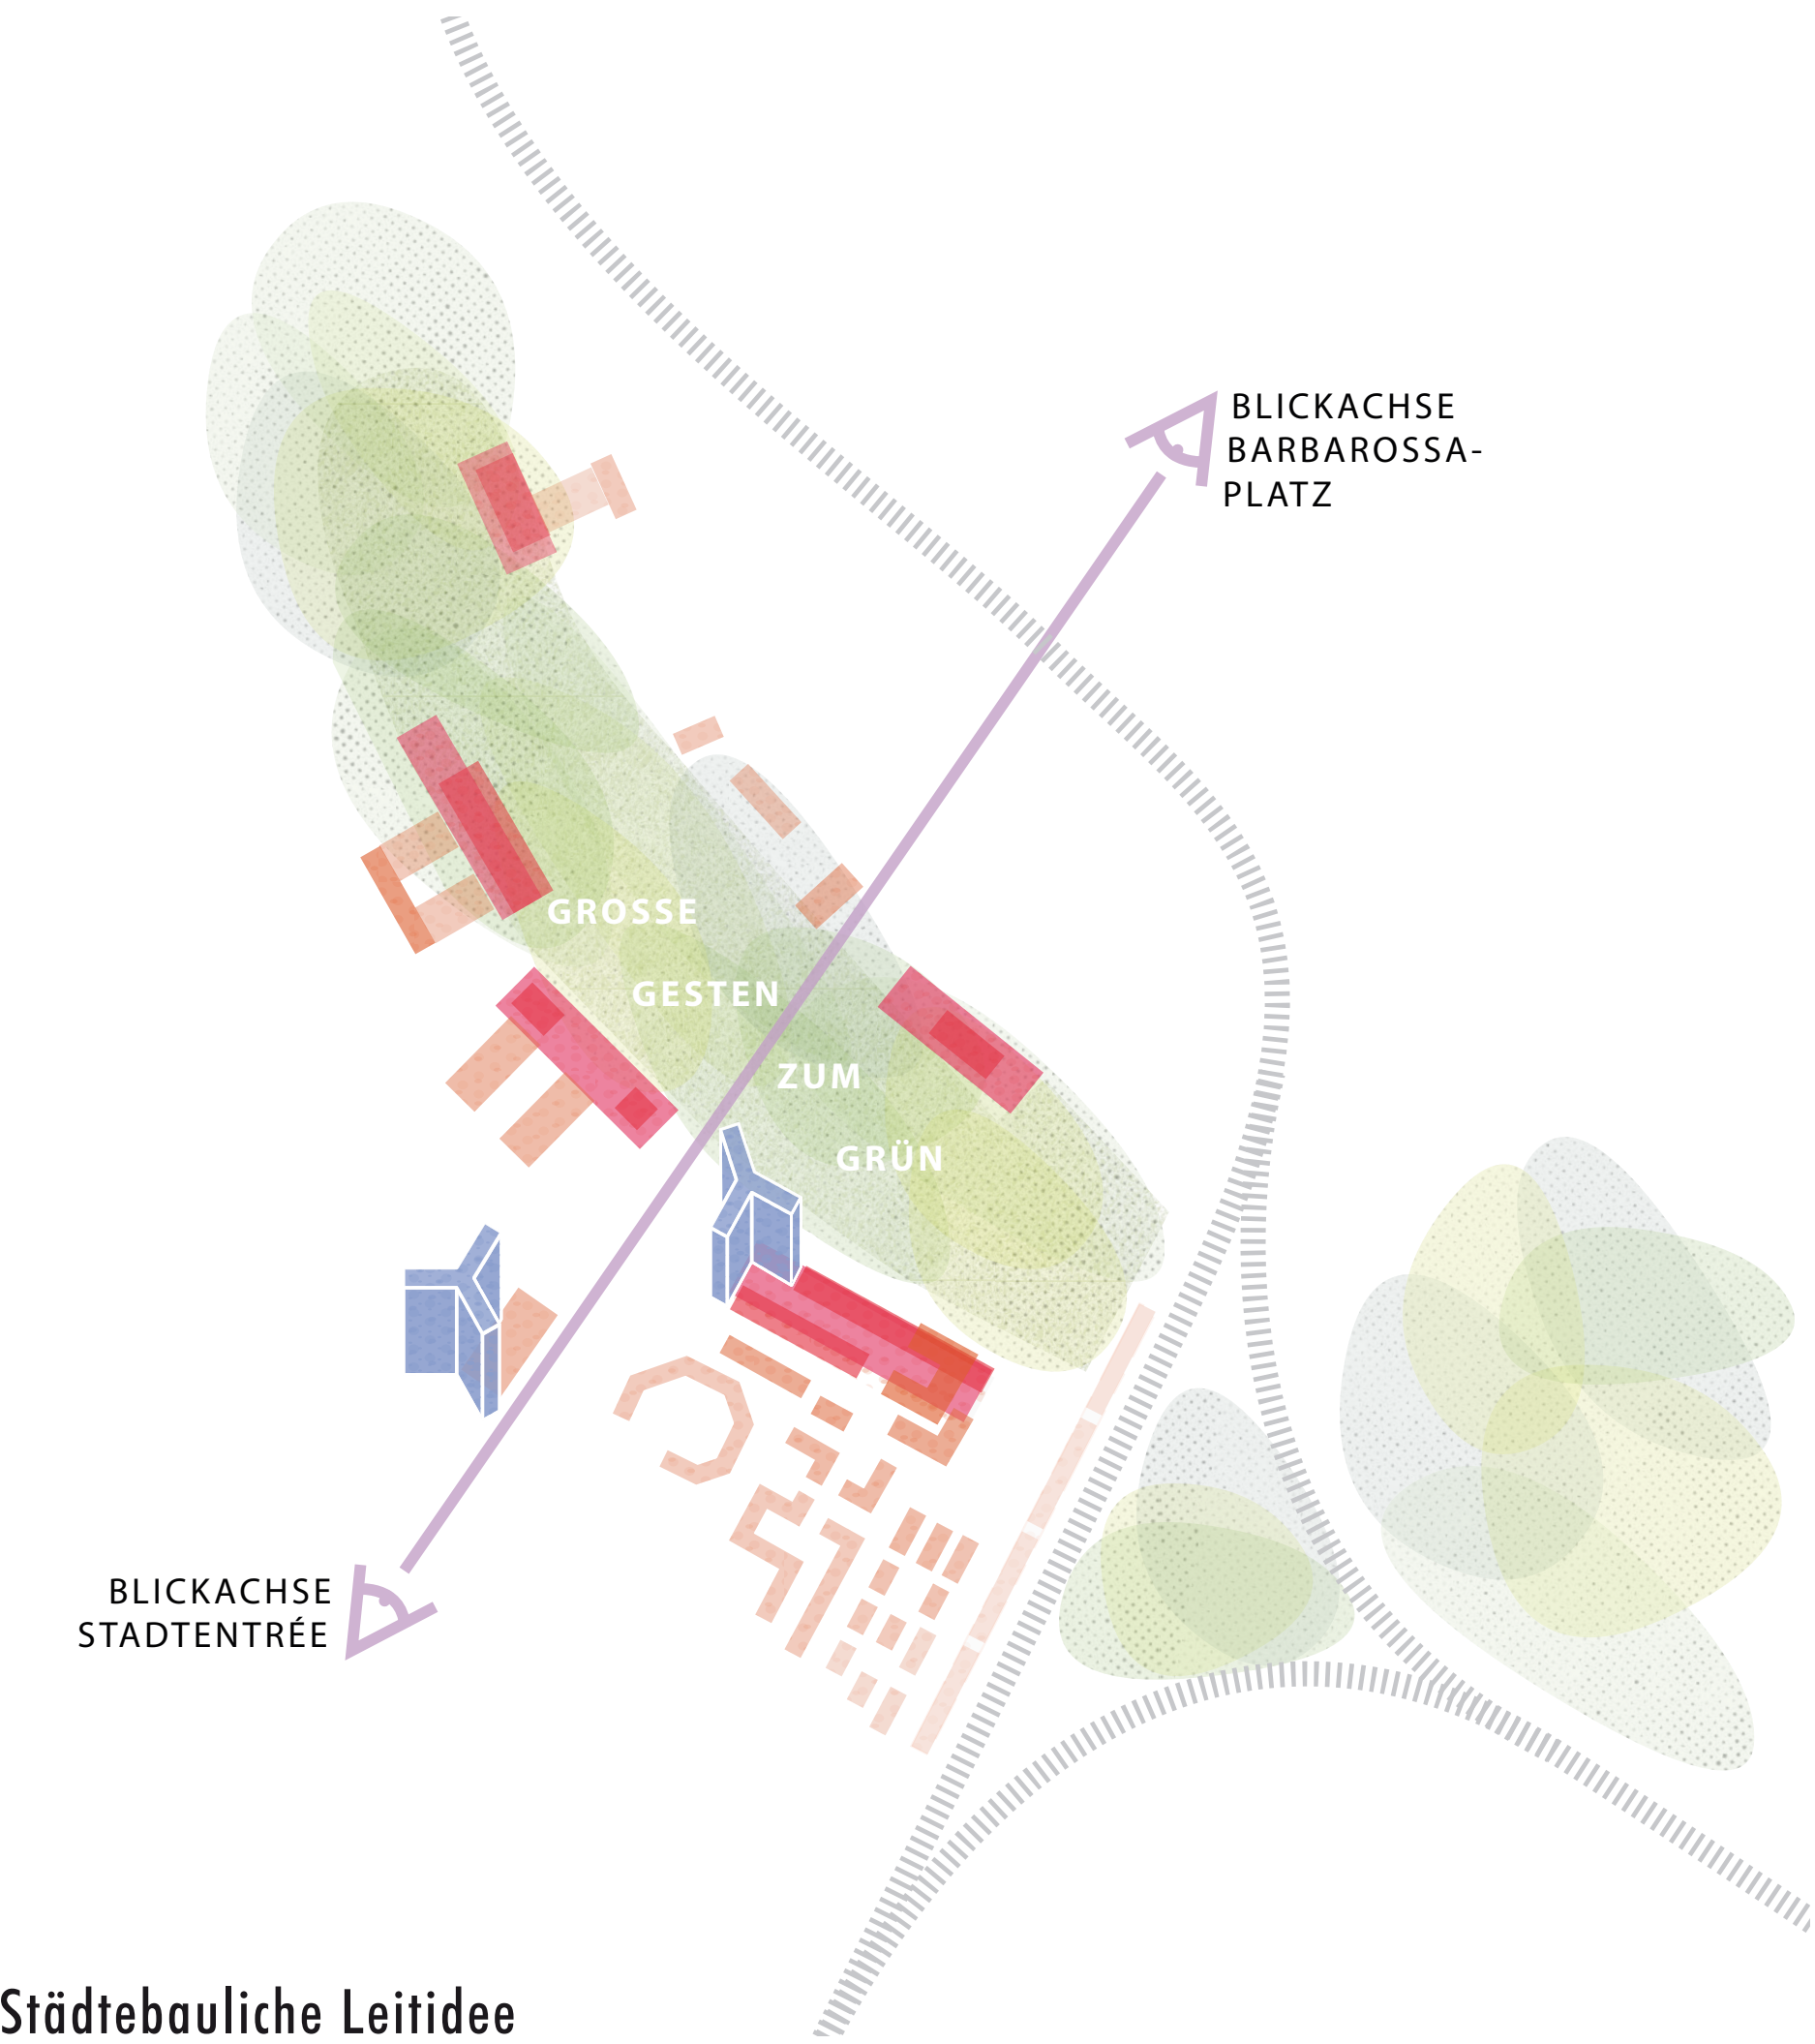 BLICKACHSE
BARBAROSSA-
PLATZ
GROSSE
GESTEN
ZUM
GRÜN
BLICKACHSE
STADTENTRÉE
Städtebauliche Leitidee